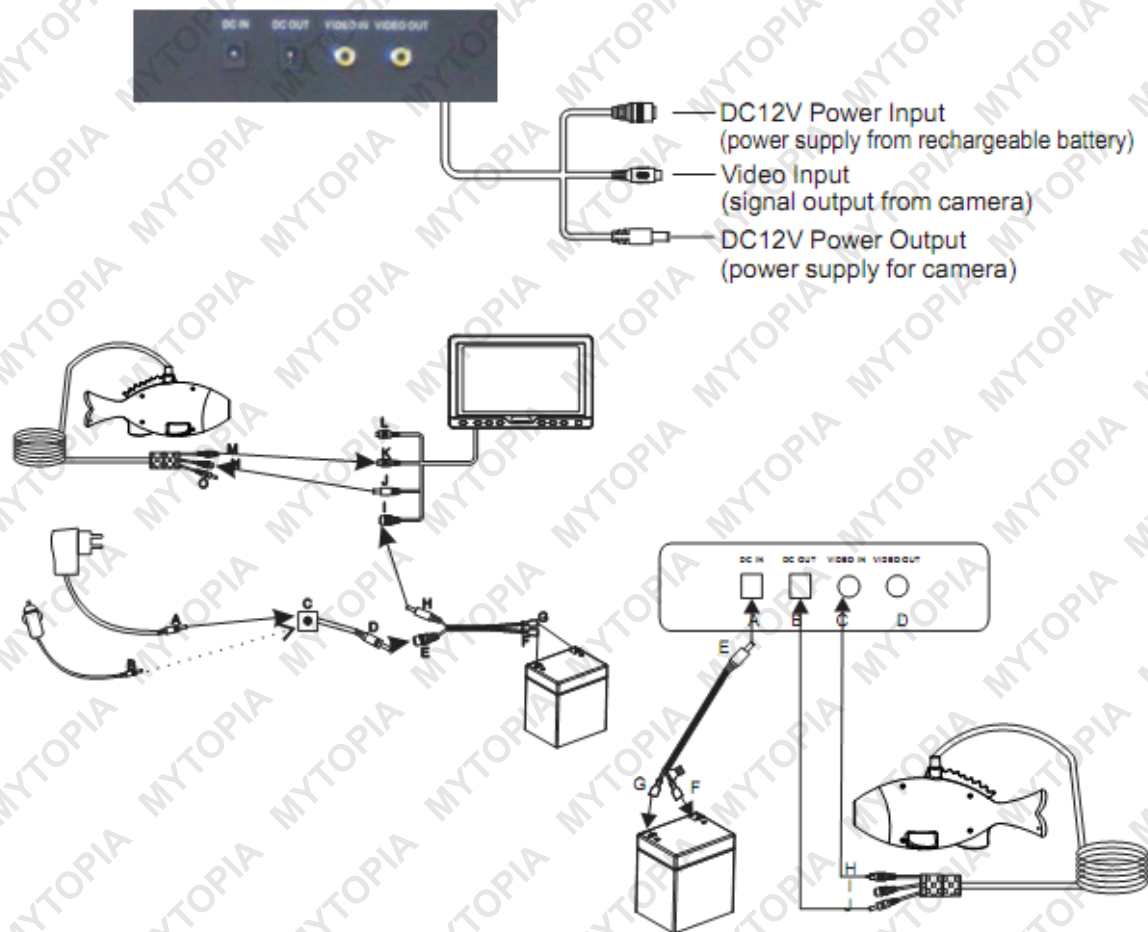 DC IN DC OUT VIDEO IN VIDEO OUT
DC12V Power Input
(power supply from rechargeable battery)
Video Input
(signal output from camera)
DC12V Power Output
(power supply for camera)
L
M
K
J
O
I
H
G
F
A
C
D
E
B
DC IN DC OUT VIDEO IN VIDEO OUT
A B C D
E
G
F
H
I
J
MYTOPIA